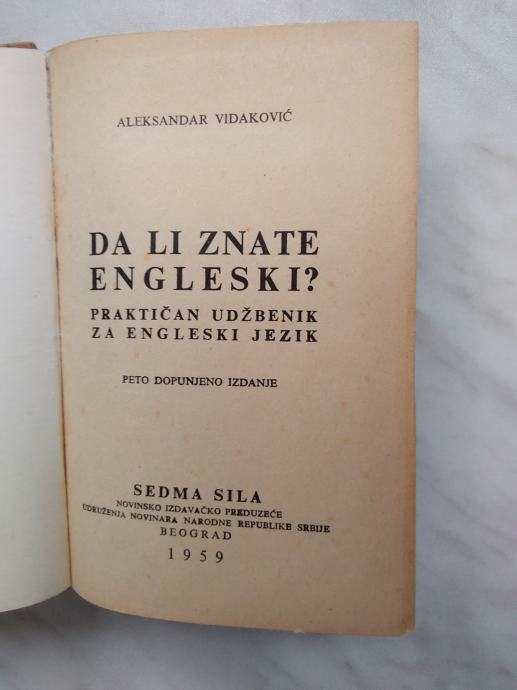 ALEKSANDAR VIDAKOVIĆ
DA LI ZNATE
ENGLESKI?
PRAKTIČAN UDŽBENIK
ZA ENGLESKI JEZIK
PETO DOPUNJENO IZDANJE
SEDMA SILA
NOVINSKO IZDAVAČKO PREDUZEĆE
UDRUŽENJA NOVINARA NARODNE REPUBLIKE SRBIJE
BEOGRAD
1959